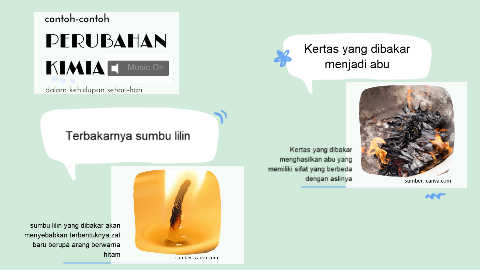 contoh-contoh
PERUBAHAN
KIMIA
Music On
dalam kehidupan sehari-hari
Terbakarnya sumbu lilin
sumbu lilin yang dibakar akan
menyebabkan terbentuknya zat
baru berupa arang berwarna
hitam
Kertas yang dibakar
menjadi abu
Kertas yang dibakar
menghasilkan abu yang
memiliki sifat yang berbeda
dengan aslinya
sumber: canva.com